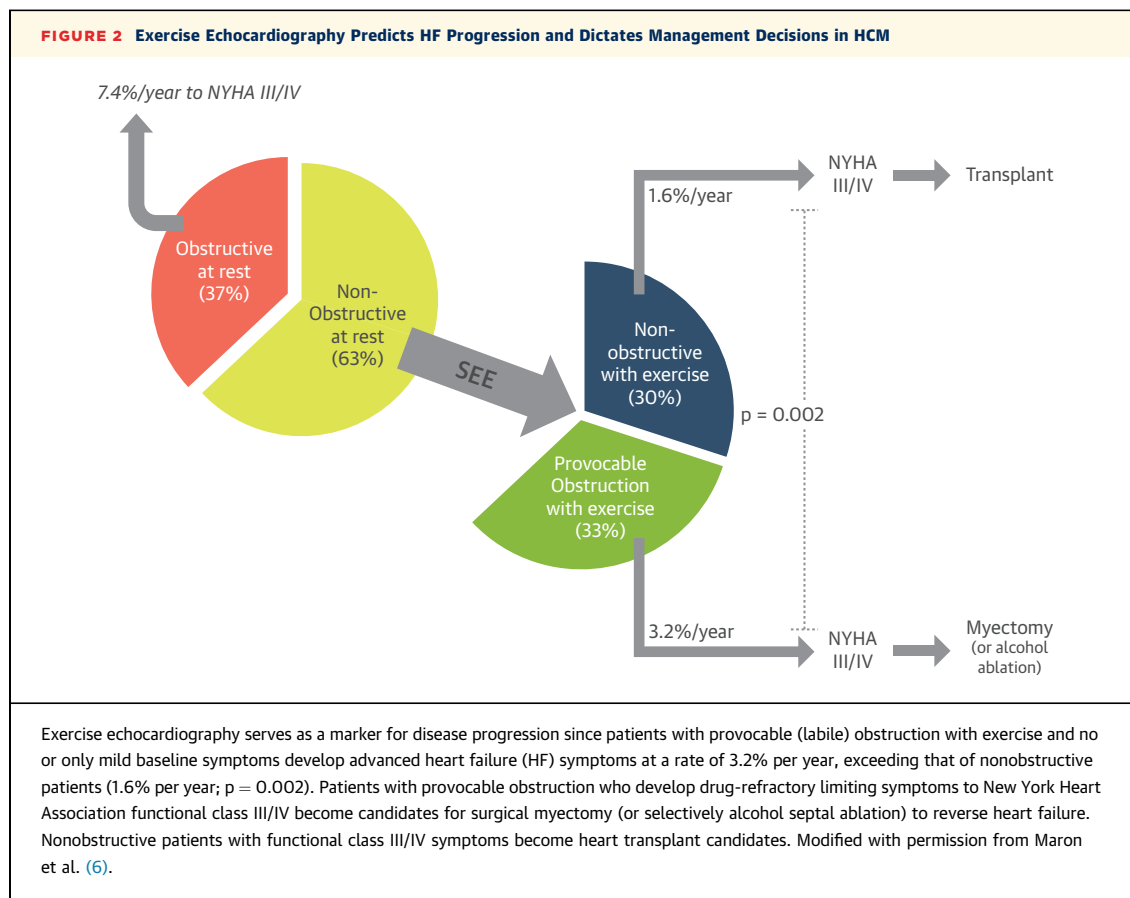 FIGURE 2 Exercise Echocardiography Predicts HF Progression and Dictates Management Decisions in HCM
7.4%/year to NYHA III/IV
Obstructive
at rest
(37%)
Non-
Obstructive
at rest
(63%)
SEE
1.6%/year
NYHA
III/IV
Transplant
Non-
obstructive
with exercise
(30%)
p = 0.002
Provocable
Obstruction
with exercise
(33%)
3.2%/year
NYHA
III/IV
Myectomy
(or alcohol
ablation)
Exercise echocardiography serves as a marker for disease progression since patients with provocable (labile) obstruction with exercise and no
or only mild baseline symptoms develop advanced heart failure (HF) symptoms at a rate of 3.2% per year, exceeding that of nonobstructive
patients (1.6% per year; p = 0.002). Patients with provocable obstruction who develop drug-refractory limiting symptoms to New York Heart
Association functional class III/IV become candidates for surgical myectomy (or selectively alcohol septal ablation) to reverse heart failure.
Nonobstructive patients with functional class III/IV symptoms become heart transplant candidates. Modified with permission from Maron
et al. (6).